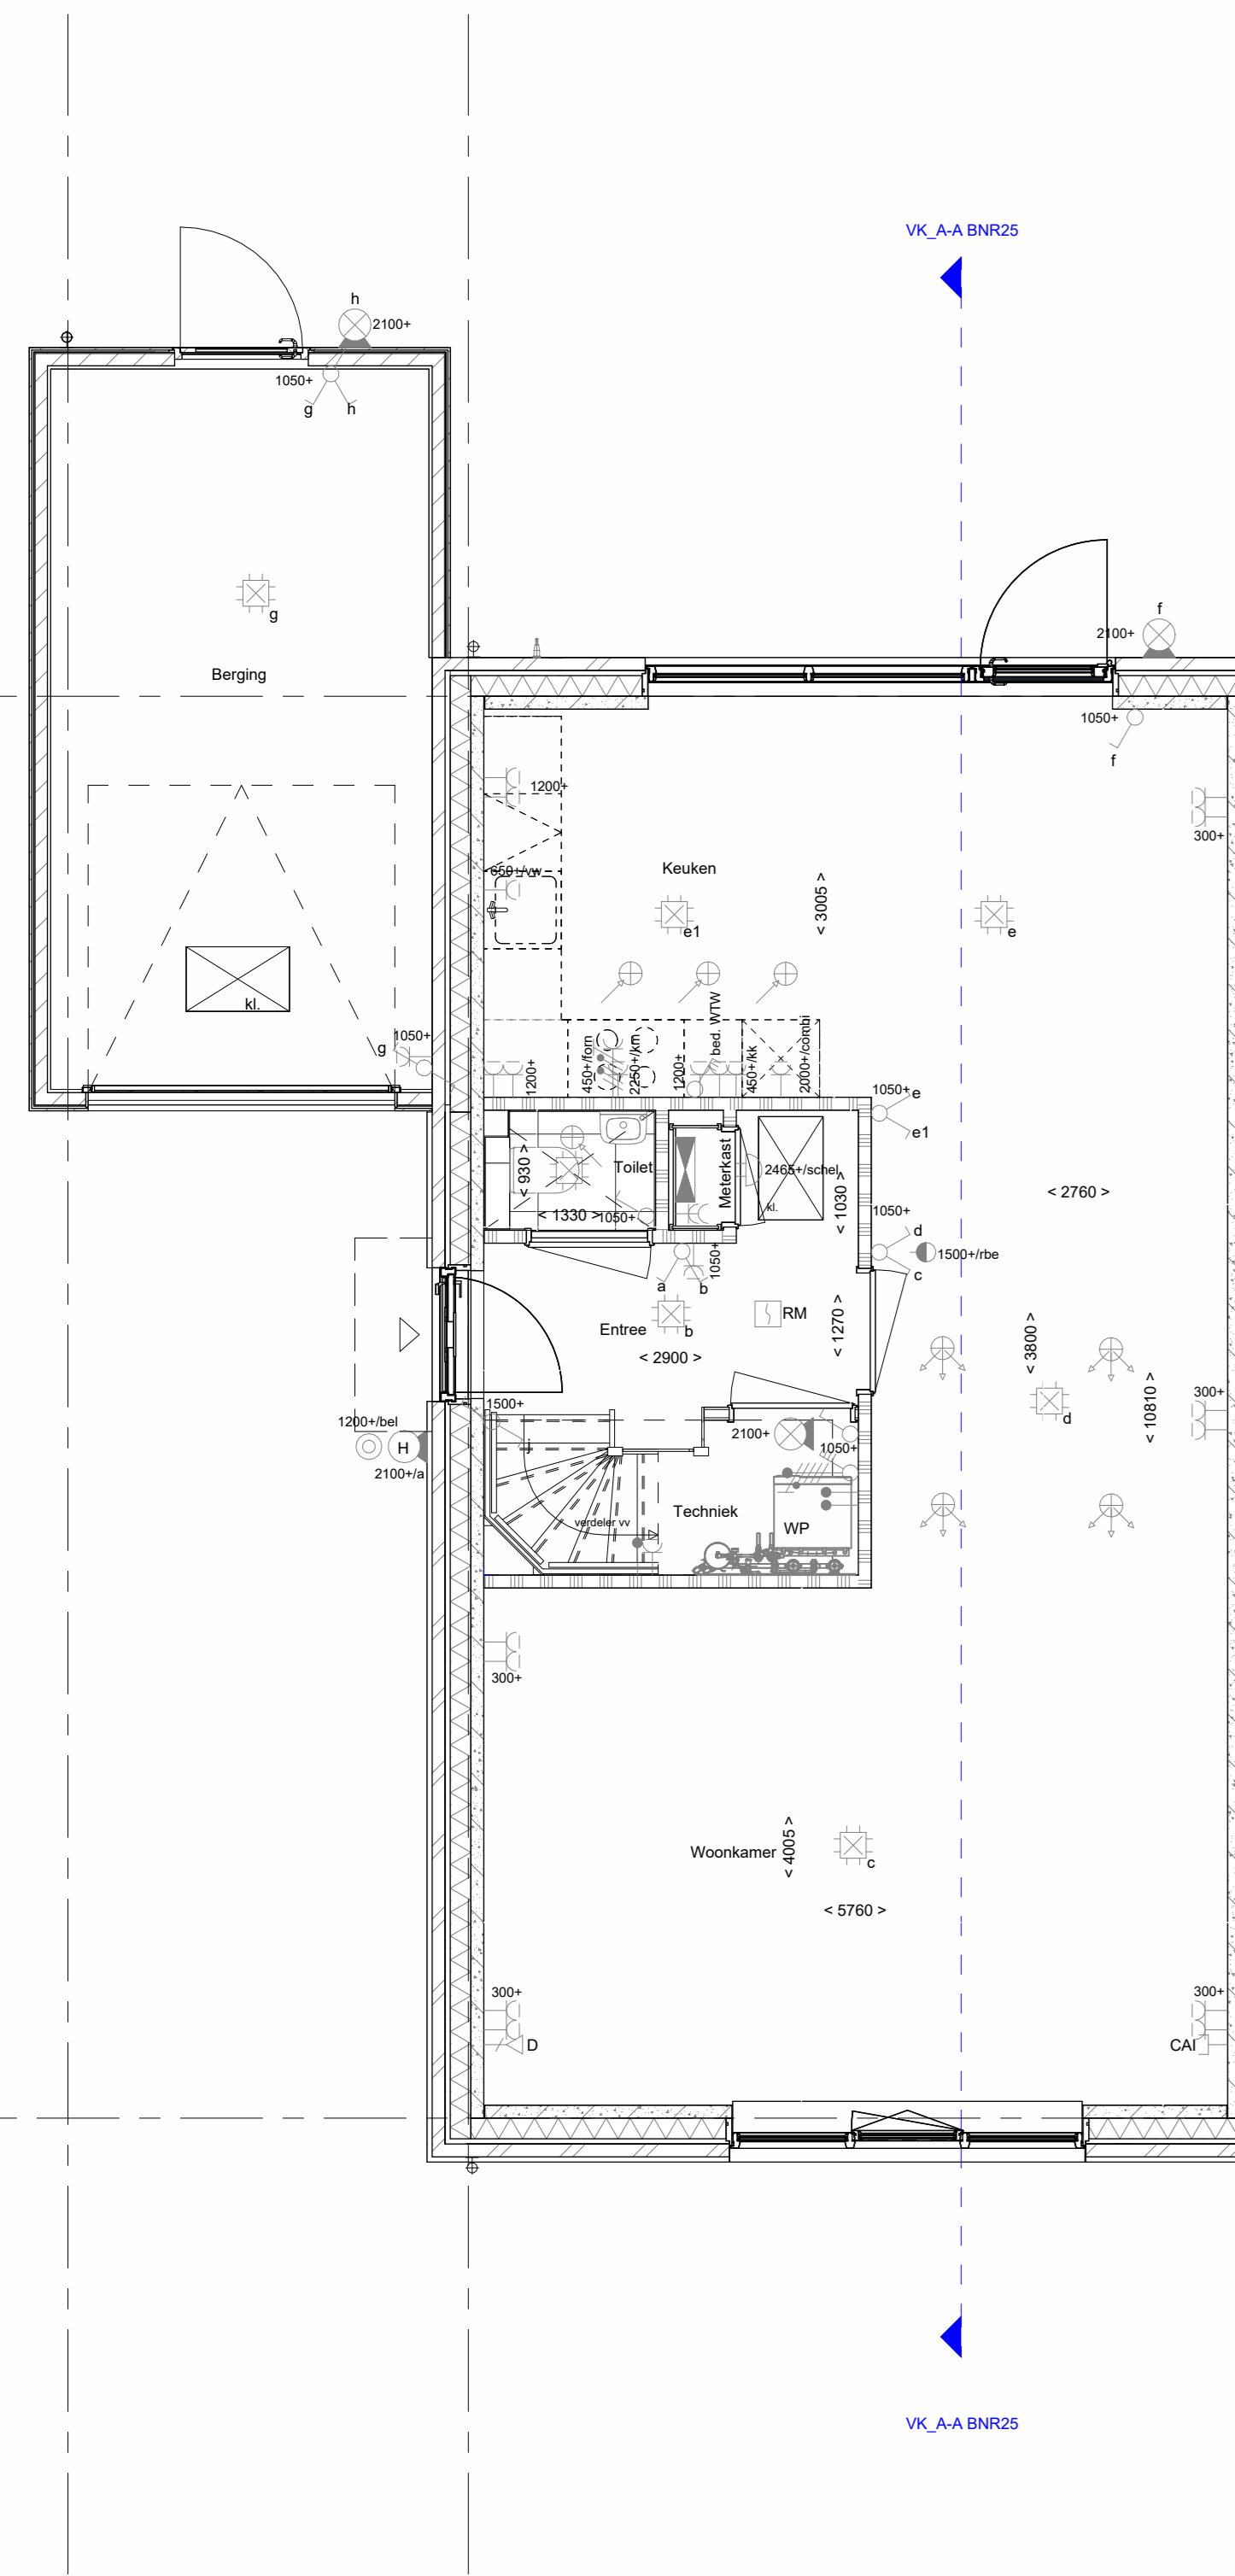 VK_A-A BNR25
h
2100+
1050+
g
h
f
2100+
g
Berging
1050+
f
1200+
300+
Keuken
650+/vw
< 3005 >
e1
e
kl.
1050+
g
1200+
450+/forn
2250+/km
1200+
bed. WTW
450+/kk
2000+/combi
1050+
e
e1
< 930 >
Toilet
Meterkast
2465+/schel
< 1030 >
kl.
< 2760 >
< 1330 >
1050+
1050+
d
1500+/rbe
c
1050+
a
b
RM
Entree
b
< 1270 >
< 2900 >
< 3800 >
< 10810 >
300+
d
1500+
1200+/bel
H
2100+/a
j
2100+
1050+
Techniek
WP
verdeler vv
300+
Woonkamer
< 4005 >
c
< 5760 >
300+
D
300+
CAI
VK_A-A BNR25